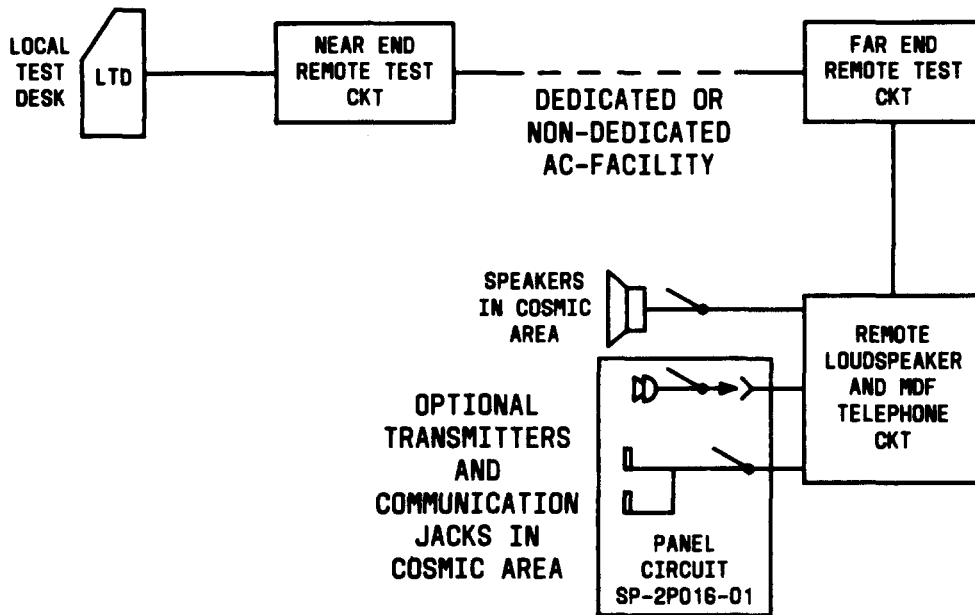 LOCAL
TEST
DESK
LTD
NEAR END
REMOTE TEST
CKT
DEDICATED OR
NON-DEDICATED
AC-FACILITY
FAR END
REMOTE TEST
CKT
SPEAKERS
IN COSMIC
AREA
REMOTE
LOUDSPEAKER
AND MDF
TELEPHONE
CKT
OPTIONAL
TRANSMITTERS
AND
COMMUNICATION
JACKS IN
COSMIC AREA
PANEL
CIRCUIT
SP-2P016-01